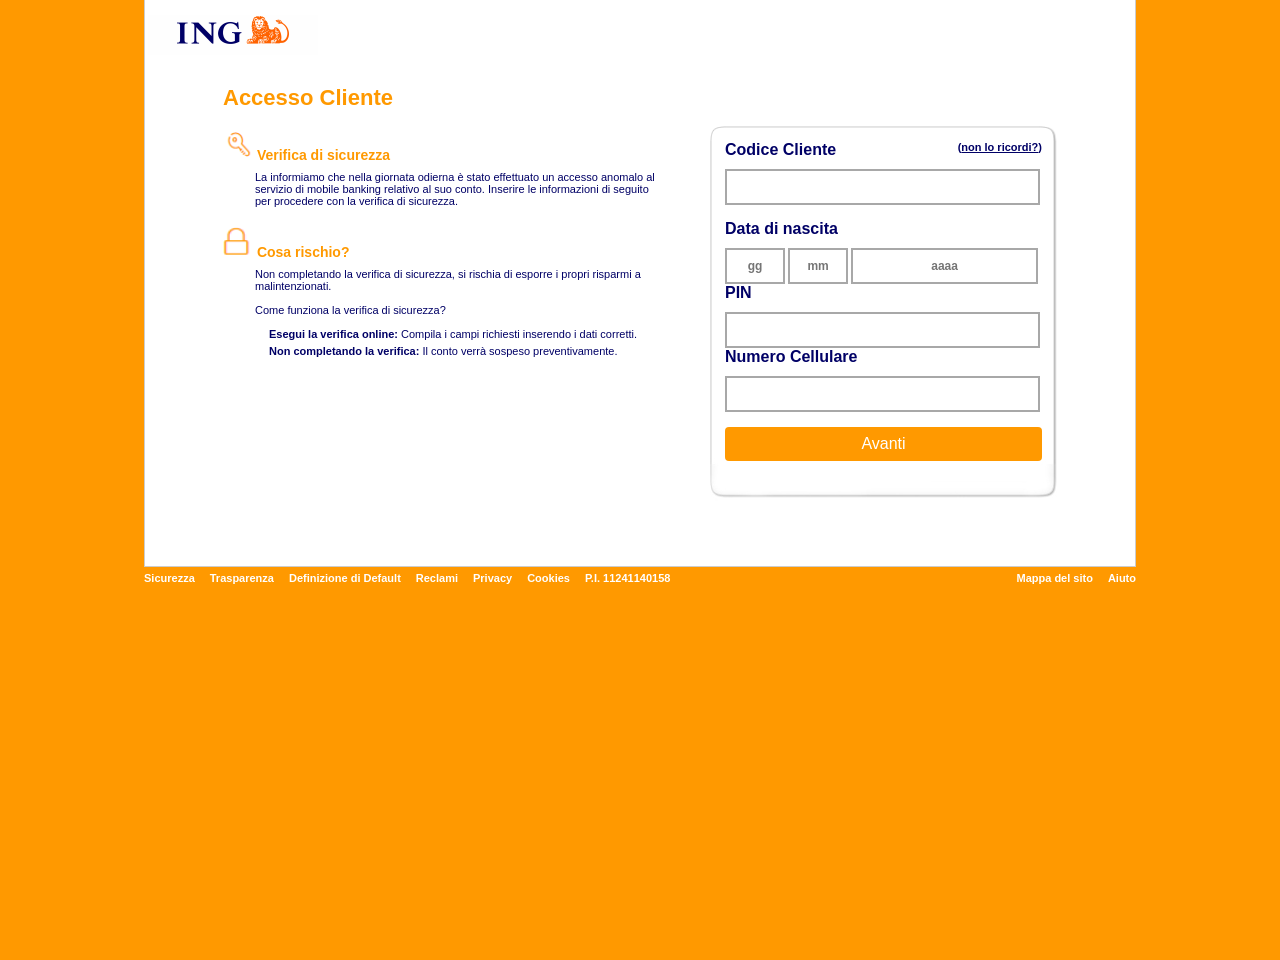 ING
Accesso Cliente
Verifica di sicurezza
La informiamo che nella giornata odierna è stato effettuato un accesso anomalo al
servizio di mobile banking relativo al suo conto. Inserire le informazioni di seguito
per procedere con la verifica di sicurezza.
Cosa rischio?
Non completando la verifica di sicurezza, si rischia di esporre i propri risparmi a
malintenzionati.
Come funziona la verifica di sicurezza?
Esegui la verifica online: Compila i campi richiesti inserendo i dati corretti.
Non completando la verifica: Il conto verrà sospeso preventivamente.
Codice Cliente (non lo ricordi?)
Data di nascita
gg mm aaaa
PIN
Numero Cellulare
Avanti
Sicurezza Trasparenza Definizione di Default Reclami Privacy Cookies P.I. 11241140158 Mappa del sito Aiuto